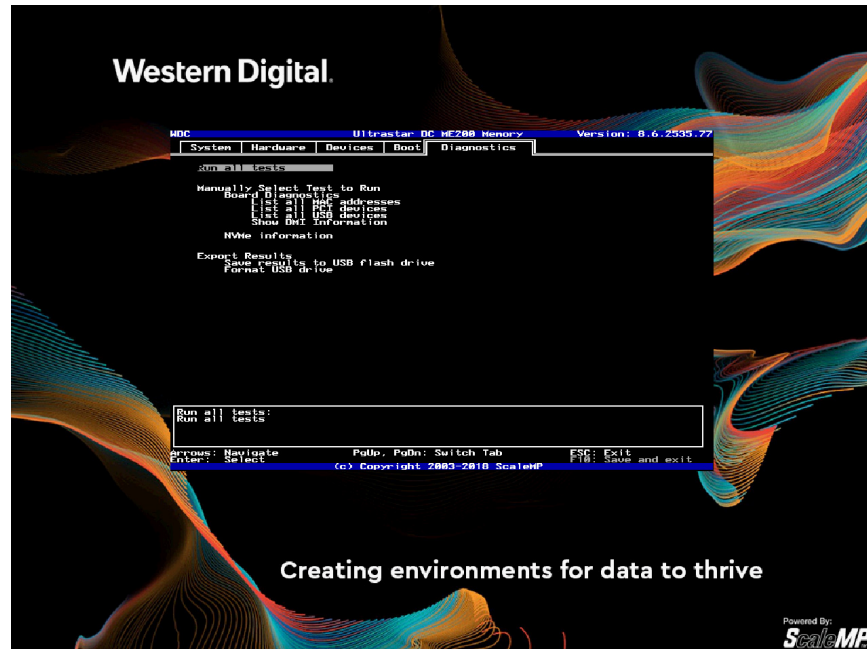 Western Digital.
WDC Ultrastar DC ME200 Memory Version: 8.6.2535.77
System Hardware Devices Boot Diagnostics
Run all tests
Manually Select Test to Run
Board Diagnostics
List all MAC addresses
List all PCI devices
List all USB devices
Show DMI Information
NVMe information
Export Results
Save results to USB flash drive
Format USB drive
Run all tests:
Run all tests
Arrows: Navigate PgUp, PgDn: Switch Tab ESC: Exit
Enter: Select F10: Save and exit
(c) Copyright 2003-2018 ScaleMP
Creating environments for data to thrive
Powered By:
ScaleMP